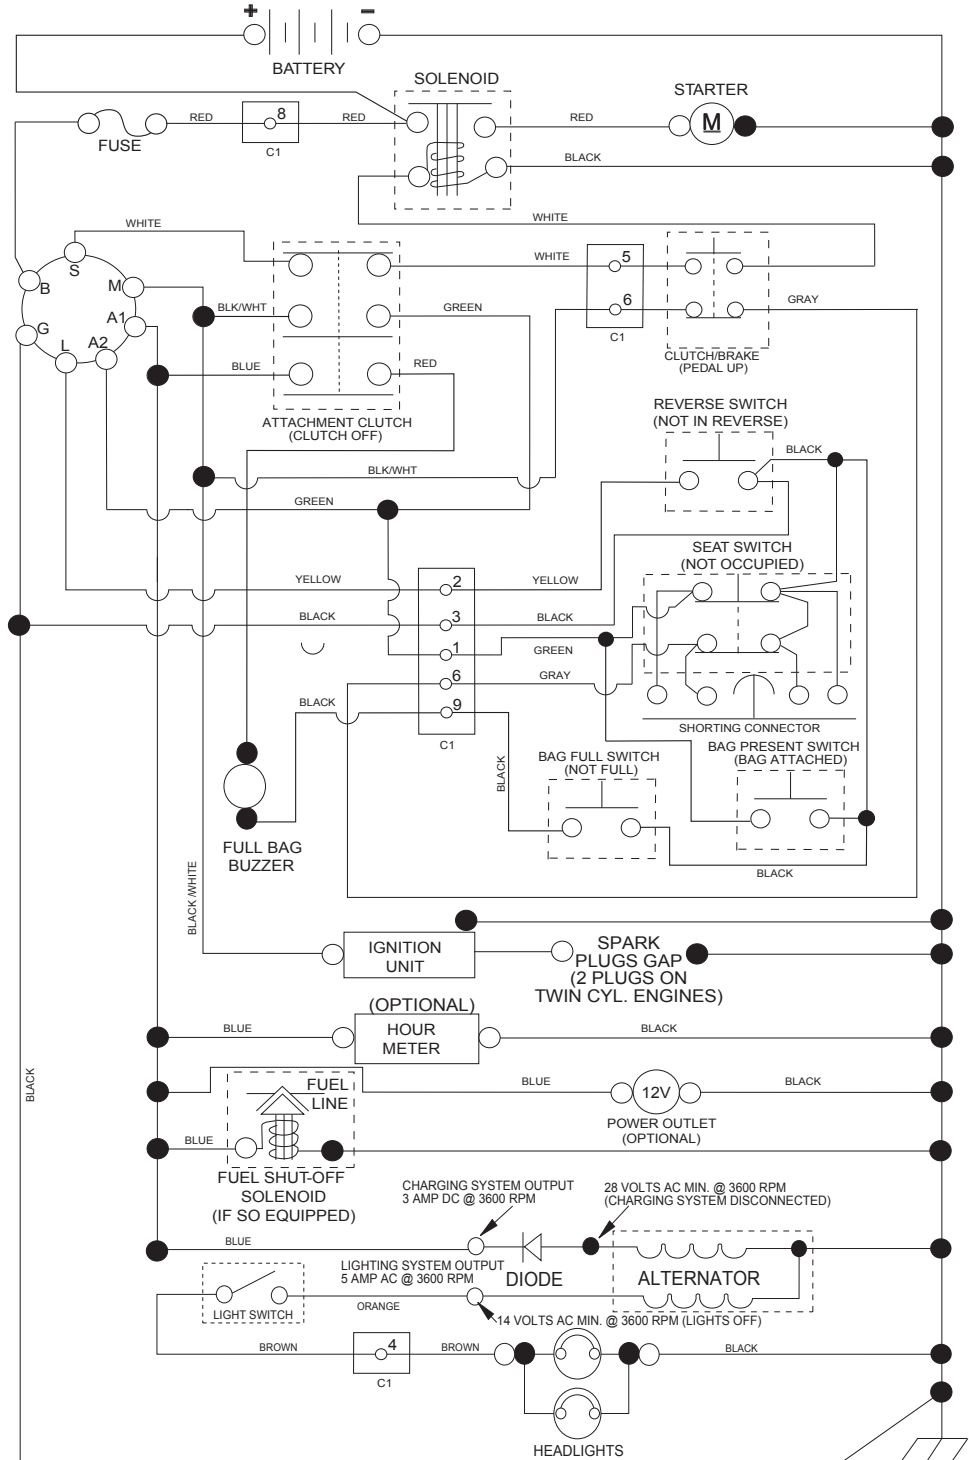 + −
BATTERY
SOLENOID
STARTER
M
FUSE
RED
8
C1
RED
RED
BLACK
WHITE
WHITE
WHITE
5
6
C1
GRAY
CLUTCH/BRAKE
(PEDAL UP)
S
B
M
G
A1
L
A2
BLK/WHT
GREEN
BLUE
RED
ATTACHMENT CLUTCH
(CLUTCH OFF)
REVERSE SWITCH
(NOT IN REVERSE)
BLACK
BLK/WHT
GREEN
SEAT SWITCH
(NOT OCCUPIED)
YELLOW
2
YELLOW
BLACK
3
BLACK
1
GREEN
6
GRAY
BLACK
9
C1
SHORTING CONNECTOR
BLACK
BAG FULL SWITCH
(NOT FULL)
BAG PRESENT SWITCH
(BAG ATTACHED)
FULL BAG
BUZZER
BLACK
BLACK /WHITE
IGNITION
UNIT
SPARK
PLUGS GAP
(2 PLUGS ON
TWIN CYL. ENGINES)
(OPTIONAL)
BLUE
HOUR
METER
BLACK
BLACK
BLUE
12V
BLACK
POWER OUTLET
(OPTIONAL)
FUEL
LINE
BLUE
FUEL SHUT-OFF
SOLENOID
(IF SO EQUIPPED)
CHARGING SYSTEM OUTPUT
3 AMP DC @ 3600 RPM
28 VOLTS AC MIN. @ 3600 RPM
(CHARGING SYSTEM DISCONNECTED)
BLUE
LIGHTING SYSTEM OUTPUT
5 AMP AC @ 3600 RPM
DIODE
ALTERNATOR
LIGHT SWITCH
ORANGE
14 VOLTS AC MIN. @ 3600 RPM (LIGHTS OFF)
BROWN
4
C1
BROWN
BLACK
HEADLIGHTS